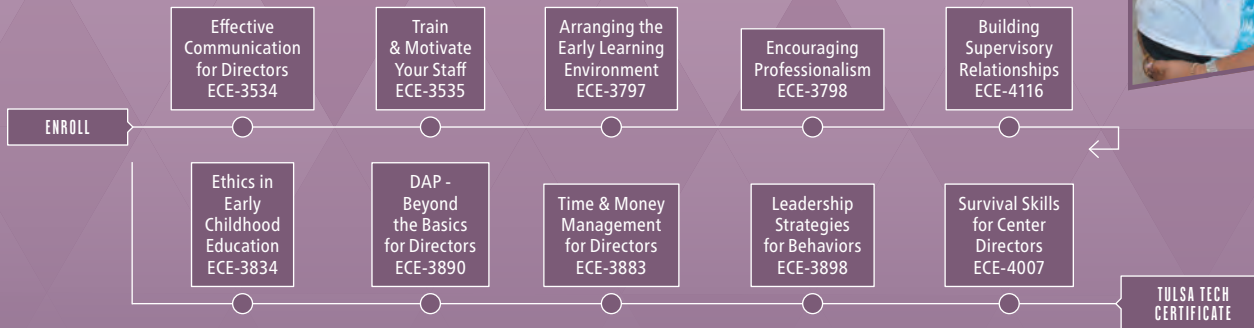 ENROLL
Effective
Communication
for Directors
ECE-3534
Train
& Motivate
Your Staff
ECE-3535
Arranging the
Early Learning
Environment
ECE-3797
Encouraging
Professionalism
ECE-3798
Building
Supervisory
Relationships
ECE-4116
Ethics in
Early
Childhood
Education
ECE-3834
DAP -
Beyond
the Basics
for Directors
ECE-3890
Time & Money
Management
for Directors
ECE-3883
Leadership
Strategies
for Behaviors
ECE-3898
Survival Skills
for Center
Directors
ECE-4007
TULSA TECH
CERTIFICATE